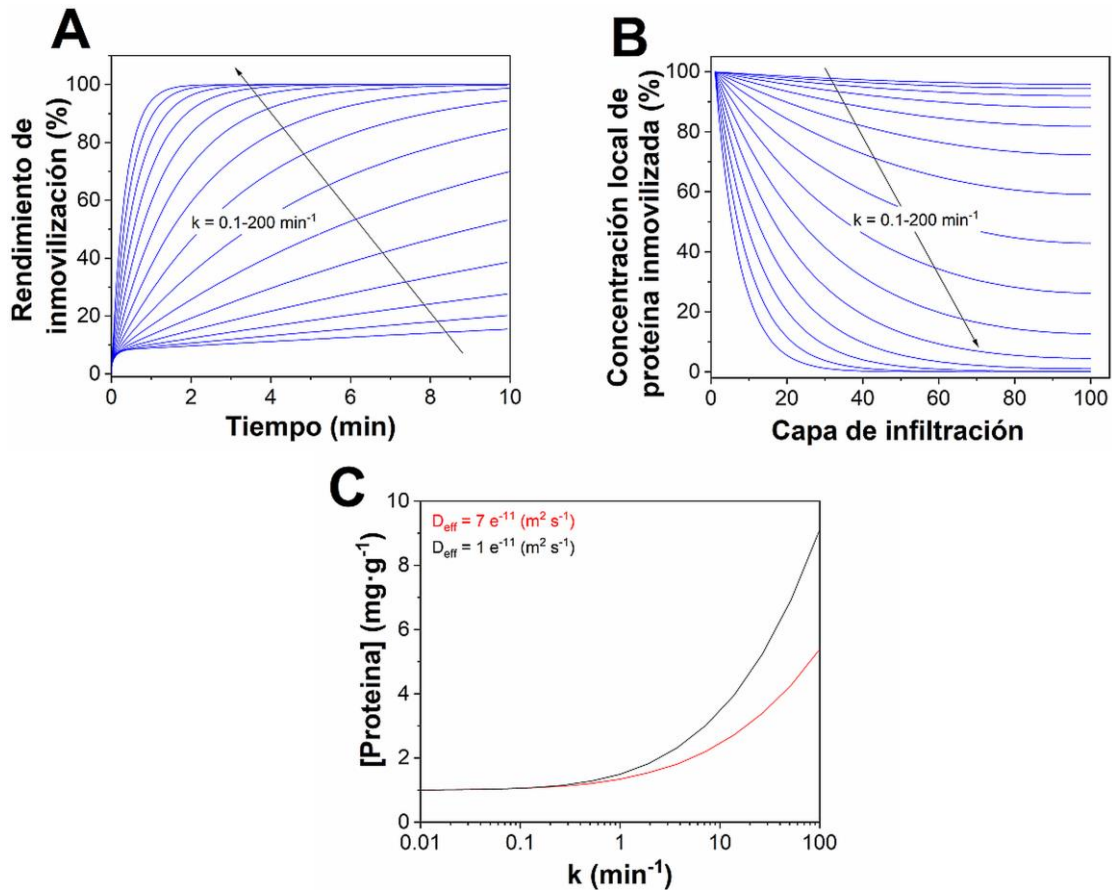 A
Rendimiento de
inmovilización (%)
100
80
60
40
20
0
k = 0.1-200 min⁻¹
0 2 4 6 8 10
Tiempo (min)
B
Concentración local de
proteína inmovilizada (%)
100
80
60
40
20
0
k = 0.1-200 min⁻¹
0 20 40 60 80 100
Capa de infiltración
C
[Proteina] (mg·g⁻¹)
10
8
6
4
2
0
D_eff = 7 e⁻¹¹ (m² s⁻¹)
D_eff = 1 e⁻¹¹ (m² s⁻¹)
0.01 0.1 1 10 100
k (min⁻¹)